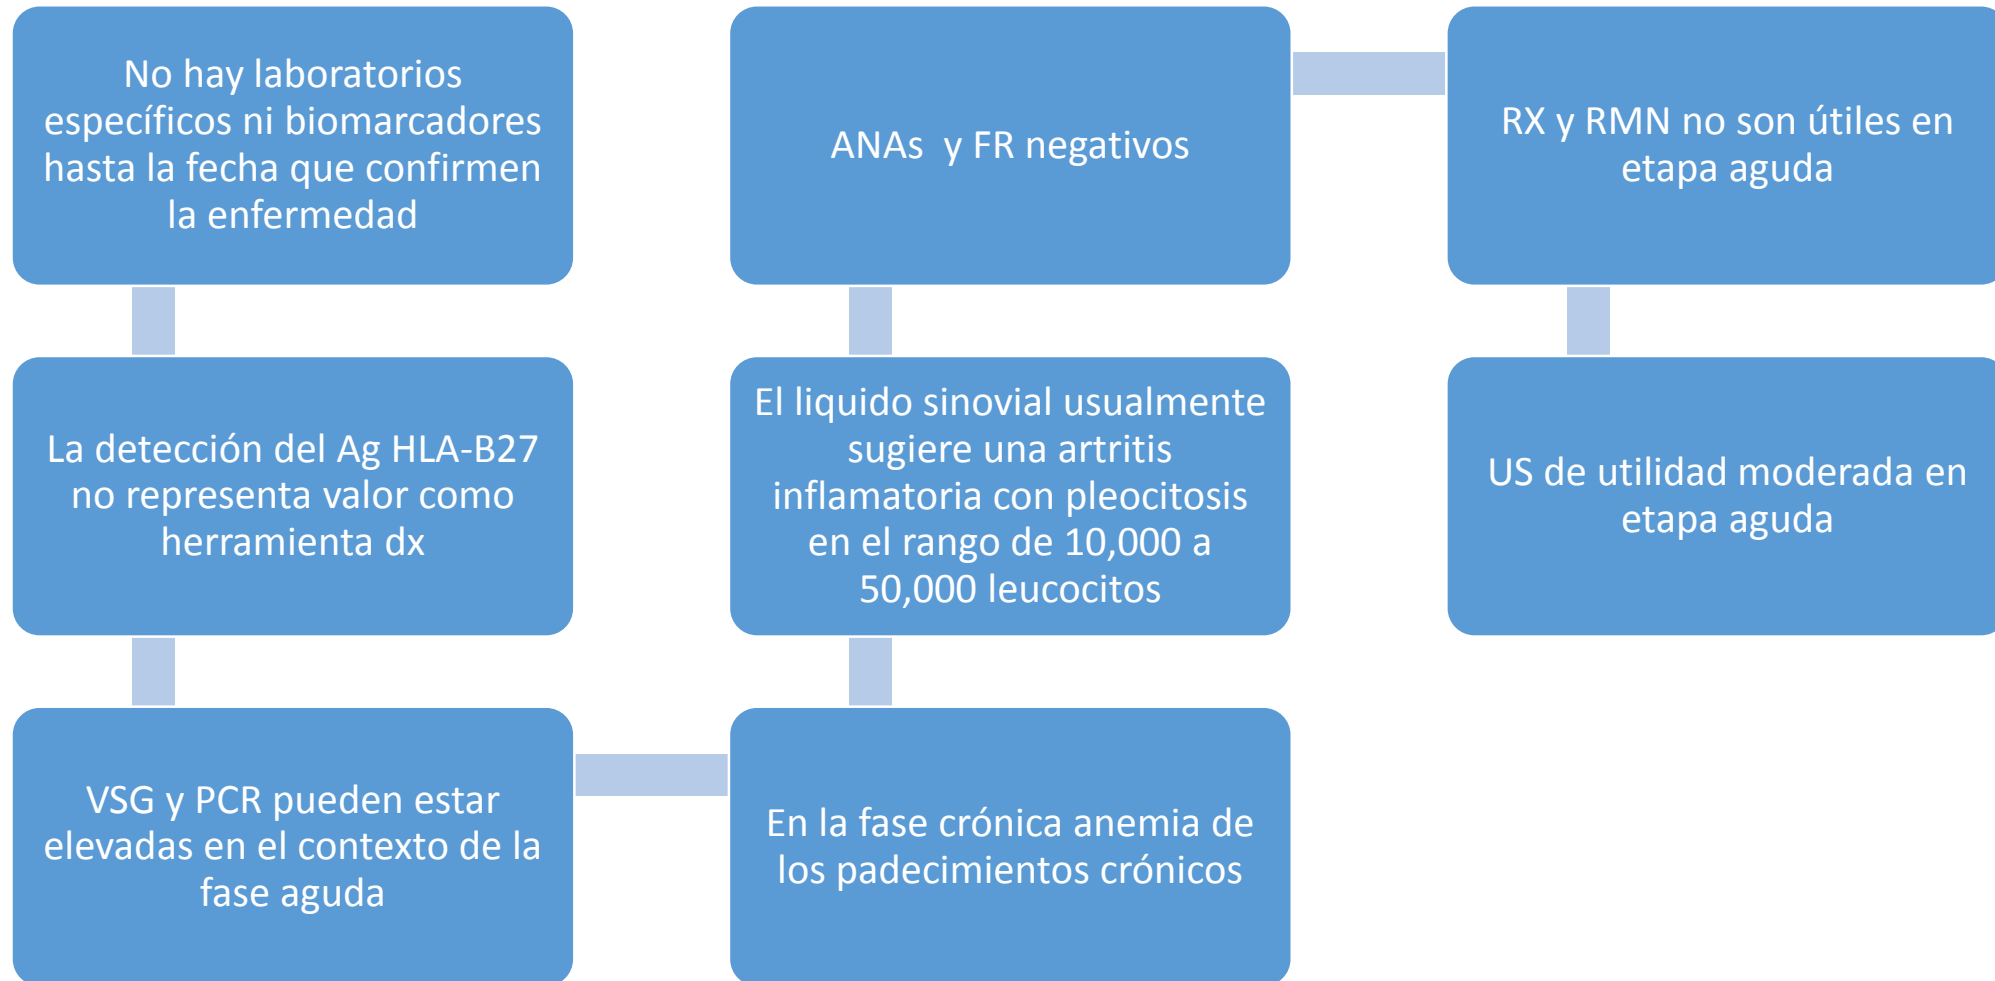 No hay laboratorios
específicos ni biomarcadores
hasta la fecha que confirmen
la enfermedad
La detección del Ag HLA-B27
no representa valor como
herramienta dx
VSG y PCR pueden estar
elevadas en el contexto de la
fase aguda
En la fase crónica anemia de
los padecimientos crónicos
El liquido sinovial usualmente
sugiere una artritis
inflamatoria con pleocitosis
en el rango de 10,000 a
50,000 leucocitos
ANAs  y FR negativos
RX y RMN no son útiles en
etapa aguda
US de utilidad moderada en
etapa aguda